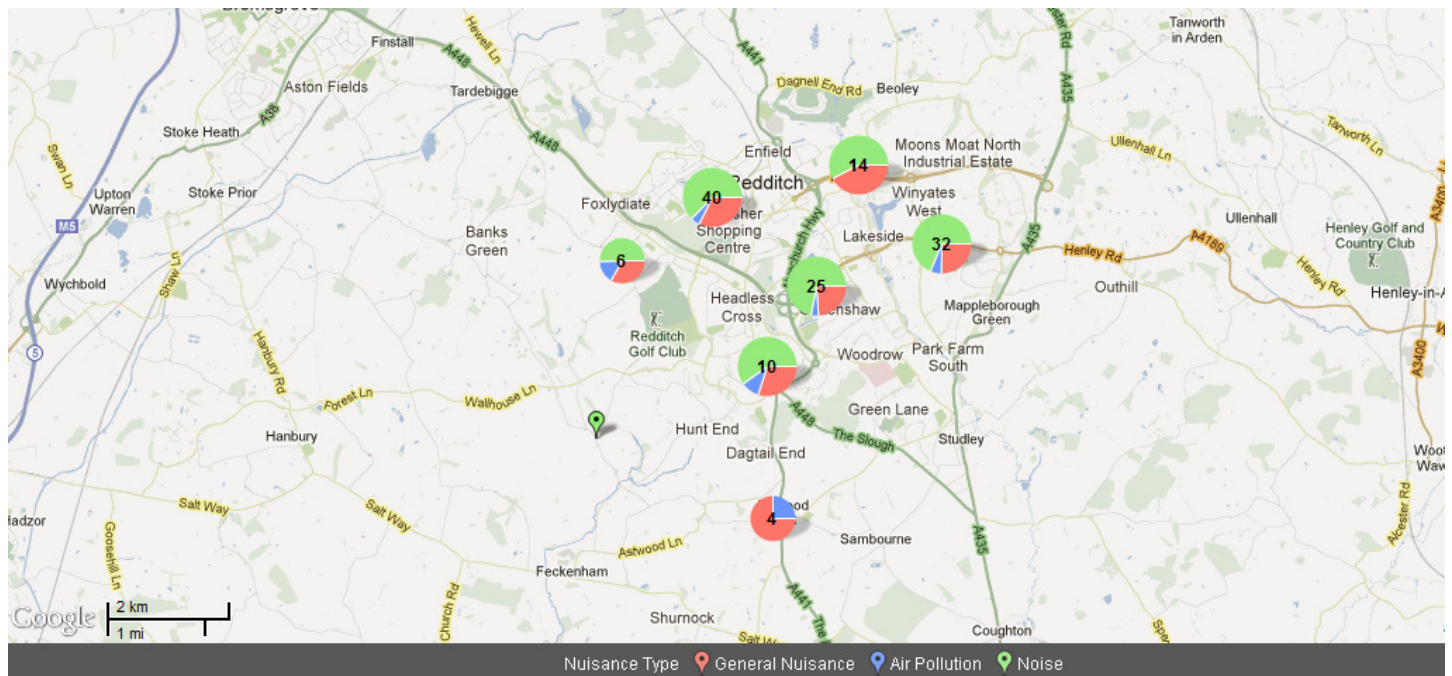 Finstall
Hewell Ln
A448
A441
Tanworth
in Arden
Aston Fields
Tardebigge
Dagnell End Rd
Beoley
A435
A38
Stoke Heath
A448
Enfield
Moons Moat North
Industrial Estate
Ullenhall Ln
Tanworth Ln
Swan Ln
Upton
Warren
Stoke Prior
14
Redditch
Winyates
West
M5
Foxlydiate
40
Shopping
Centre
Ullenhall
Banks
Green
Lakeside
32
A435
Henley Rd
A4189
Henley Golf and
Country Club
A3400
Wychbold
Shaw Ln
6
25
Headless
Cross
Mappleborough
Green
Outhill
Henley Rd
5
Hanbury Rd
Redditch
Golf Club
Woodrow
Park Farm
South
A3400
10
Forest Ln
Wallhouse Ln
A448
Green Lane
Hanbury
Hunt End
The Slough
Studley
Dagtail End
Salt Way
Salt Way
4
Sambourne
A435
Alcester Rd
Goosehill Ln
Astwood Ln
Feckenham
Church Rd
A441
Shurnock
Coughton
Google
2 km
1 mi
Nuisance Type General Nuisance Air Pollution Noise